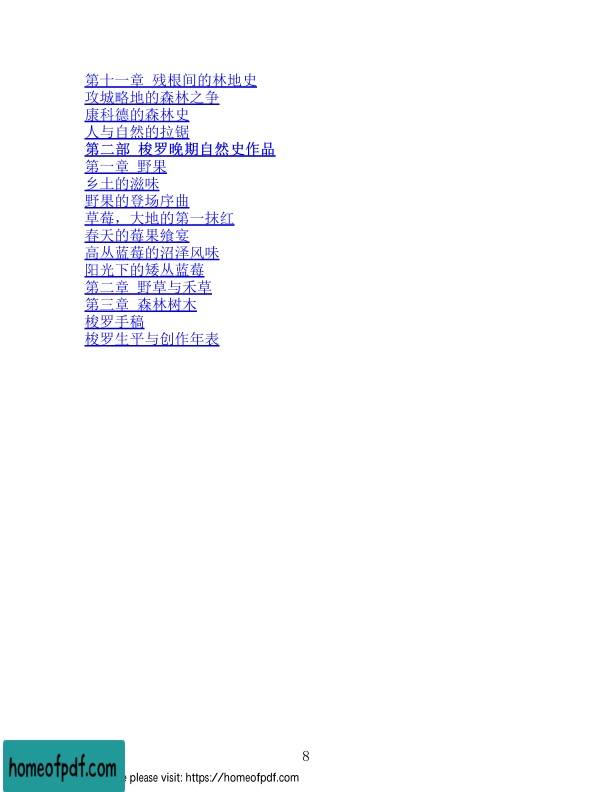 第十一章 残根间的林地史
攻城略地的森林之争
康科德的森林史
人与自然的拉锯
第二部 梭罗晚期自然史作品
第一章 野果
乡土的滋味
野果的登场序曲
草莓，大地的第一抹红
春天的莓果飨宴
高丛蓝莓的沼泽风味
阳光下的矮丛蓝莓
第二章 野草与禾草
第三章 森林树木
梭罗手稿
梭罗生平与创作年表
8
homeofpdf.com
please visit: https://homeofpdf.com